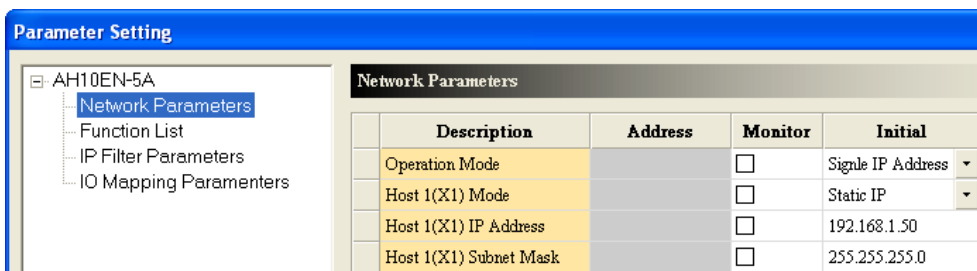 Parameter Setting
AH10EN-5A
Network Parameters
Function List
IP Filter Parameters
IO Mapping Paramenters
Network Parameters
Description Address Monitor Initial
Operation Mode Signle IP Address
Host 1(X1) Mode Static IP
Host 1(X1) IP Address 192.168.1.50
Host 1(X1) Subnet Mask 255.255.255.0